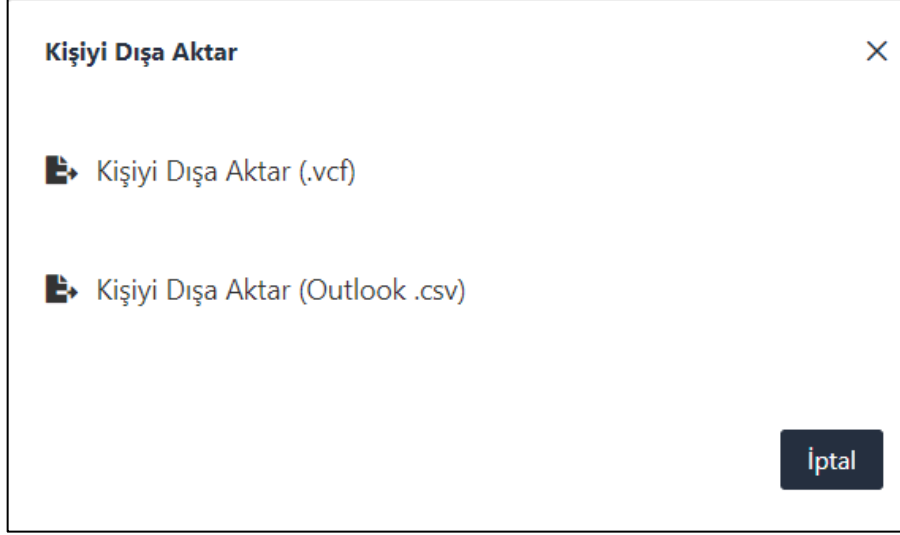 Kişiyi Dışa Aktar
Kişiyi Dışa Aktar (.vcf)
Kişiyi Dışa Aktar (Outlook .csv)
İptal